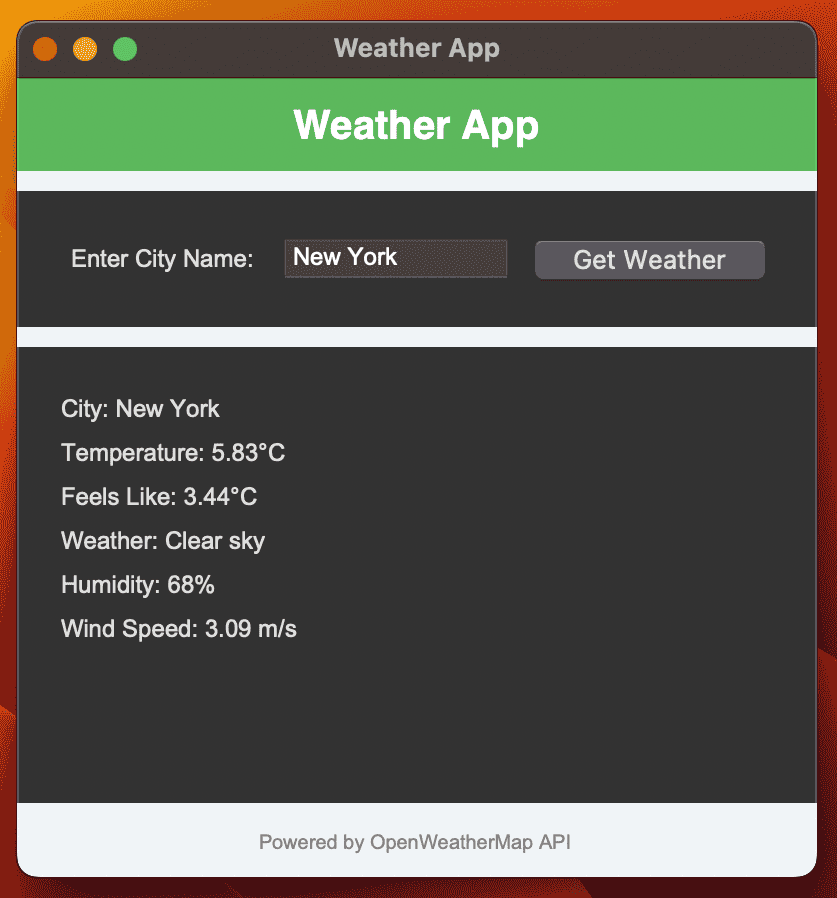 Weather App
Weather App
Enter City Name: New York Get Weather
City: New York
Temperature: 5.83°C
Feels Like: 3.44°C
Weather: Clear sky
Humidity: 68%
Wind Speed: 3.09 m/s
Powered by OpenWeatherMap API